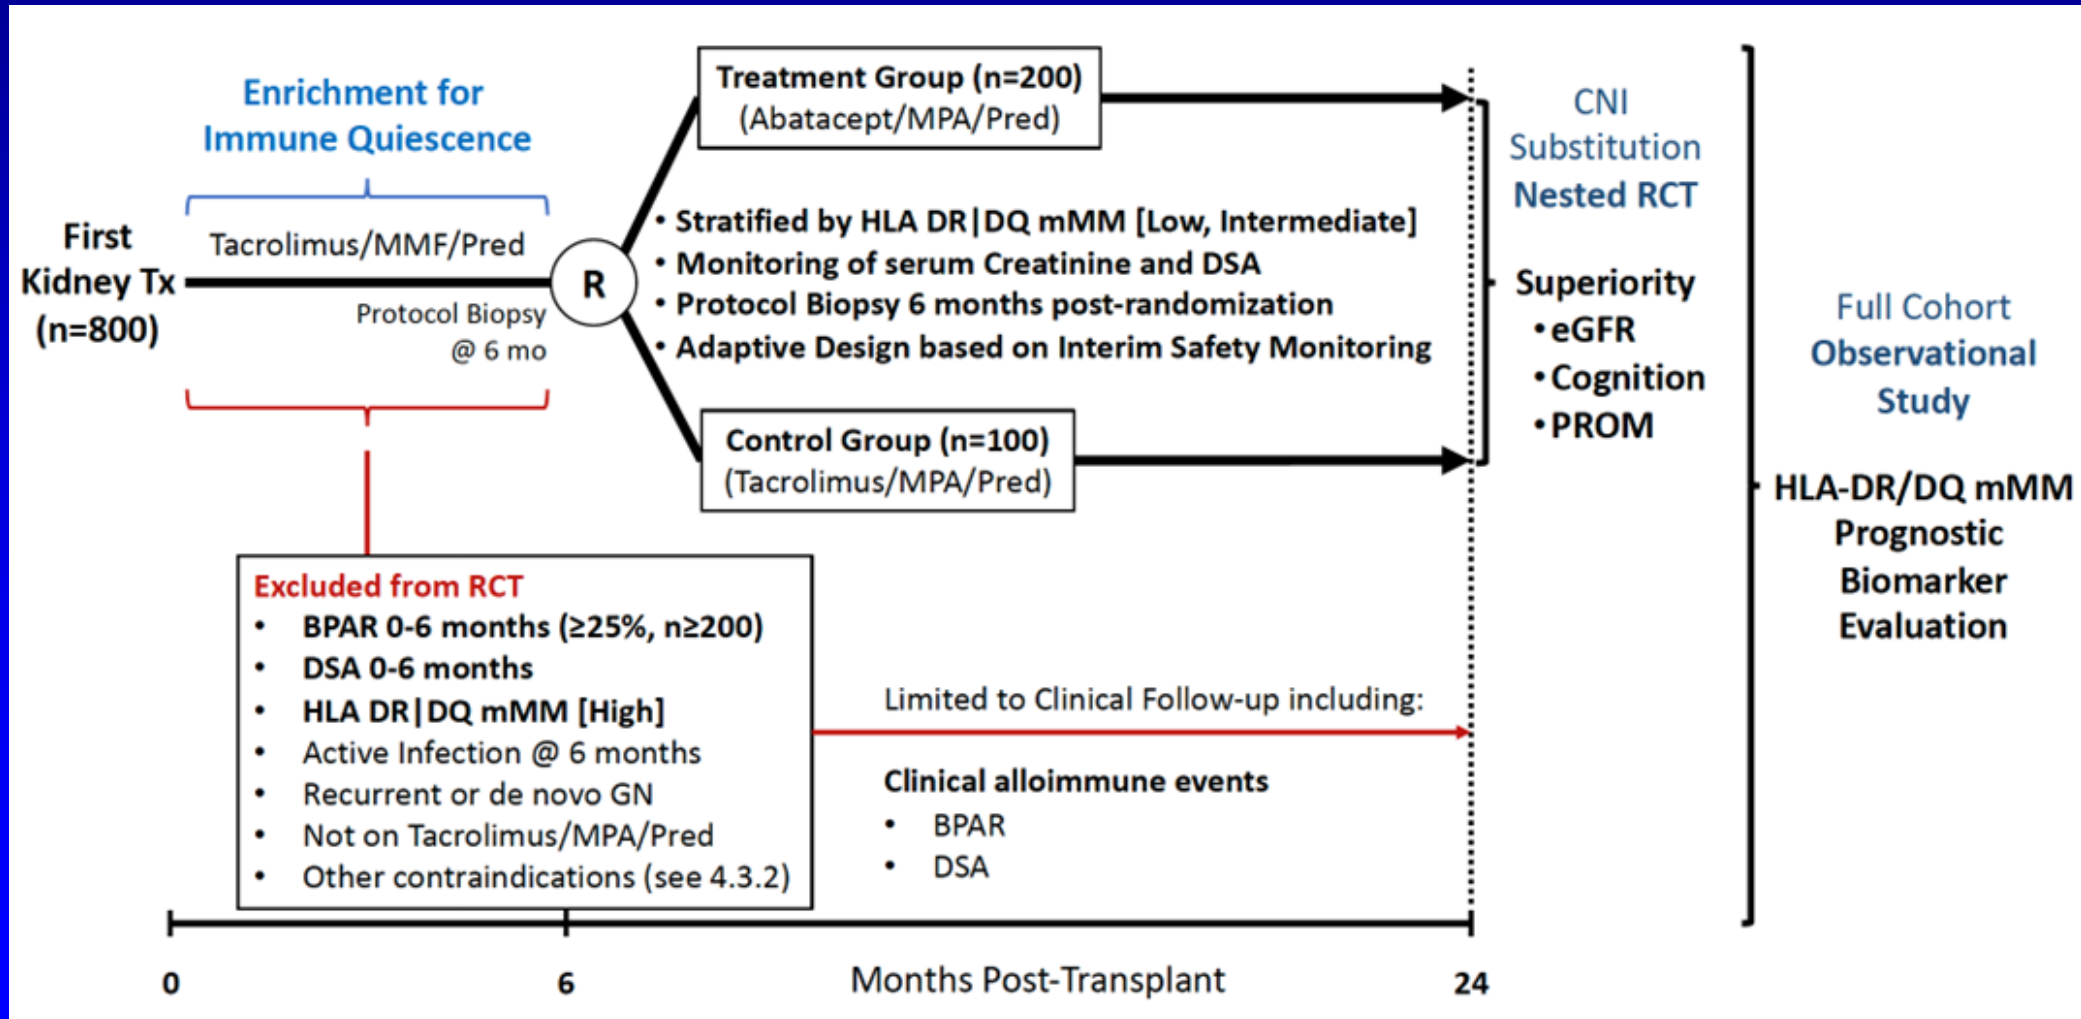 Enrichment for
Immune Quiescence
First
Kidney Tx
(n=800)
Tacrolimus/MMF/Pred
Protocol Biopsy
@ 6 mo
R
Treatment Group (n=200)
(Abatacept/MPA/Pred)
• Stratified by HLA DR|DQ mMM [Low, Intermediate]
• Monitoring of serum Creatinine and DSA
• Protocol Biopsy 6 months post-randomization
• Adaptive Design based on Interim Safety Monitoring
Control Group (n=100)
(Tacrolimus/MPA/Pred)
CNI
Substitution
Nested RCT
Superiority
• eGFR
• Cognition
• PROM
Full Cohort
Observational
Study
HLA-DR/DQ mMM
Prognostic
Biomarker
Evaluation
Excluded from RCT
• BPAR 0-6 months (≥25%, n≥200)
• DSA 0-6 months
• HLA DR|DQ mMM [High]
• Active Infection @ 6 months
• Recurrent or de novo GN
• Not on Tacrolimus/MPA/Pred
• Other contraindications (see 4.3.2)
Limited to Clinical Follow-up including:
Clinical alloimmune events
• BPAR
• DSA
0
6
Months Post-Transplant
24